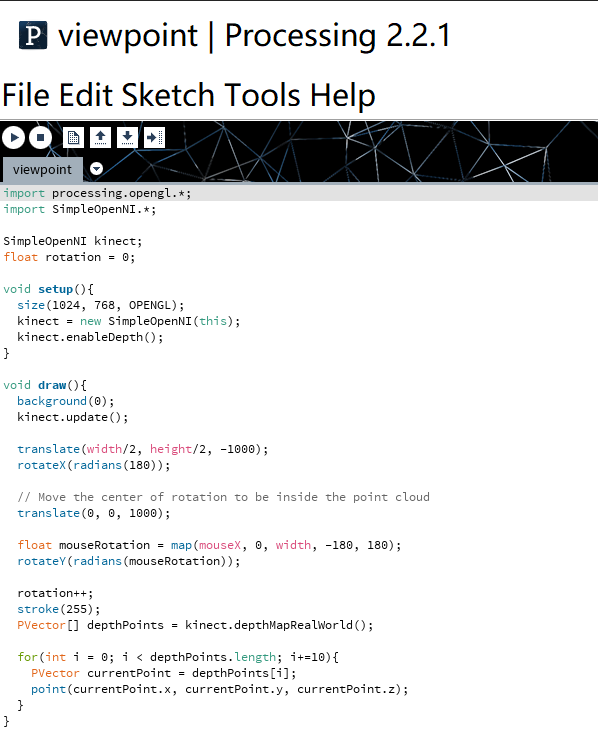 P viewpoint | Processing 2.2.1
File Edit Sketch Tools Help
viewpoint
import processing.opengl.*;
import SimpleOpenNI.*;
SimpleOpenNI kinect;
float rotation = 0;
void setup(){
  size(1024, 768, OPENGL);
  kinect = new SimpleOpenNI(this);
  kinect.enableDepth();
}
void draw(){
  background(0);
  kinect.update();
  translate(width/2, height/2, -1000);
  rotateX(radians(180));
  // Move the center of rotation to be inside the point cloud
  translate(0, 0, 1000);
  float mouseRotation = map(mouseX, 0, width, -180, 180);
  rotateY(radians(mouseRotation));
  rotation++;
  stroke(255);
  PVector[] depthPoints = kinect.depthMapRealWorld();
  for(int i = 0; i < depthPoints.length; i+=10){
    PVector currentPoint = depthPoints[i];
    point(currentPoint.x, currentPoint.y, currentPoint.z);
  }
}